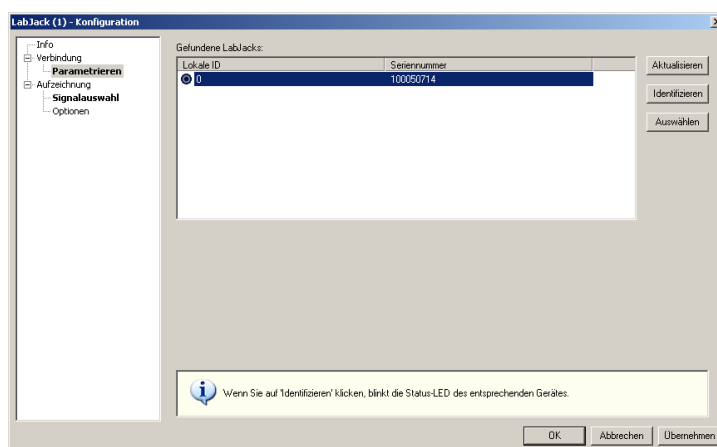 LabJack (1) - Konfiguration
Info
Verbindung
Parametrieren
Aufzeichnung
Signalauswahl
Optionen
Gefundene LabJacks:
Lokale ID Seriennummer
0 100050714
Aktualisieren
Identifizieren
Auswählen
Wenn Sie auf 'Identifizieren' klicken, blinkt die Status-LED des entsprechenden Gerätes.
OK Abbrechen Übernehmen